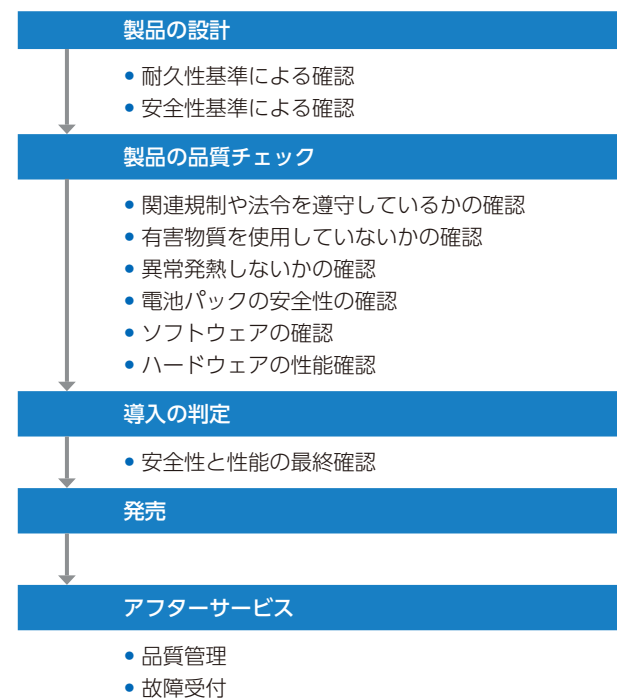 製品の設計
• 耐久性基準による確認
• 安全性基準による確認
製品の品質チェック
• 関連規制や法令を遵守しているかの確認
• 有害物質を使用していないかの確認
• 異常発熱しないかの確認
• 電池パックの安全性の確認
• ソフトウェアの確認
• ハードウェアの性能確認
導入の判定
• 安全性と性能の最終確認
発売
アフターサービス
• 品質管理
• 故障受付